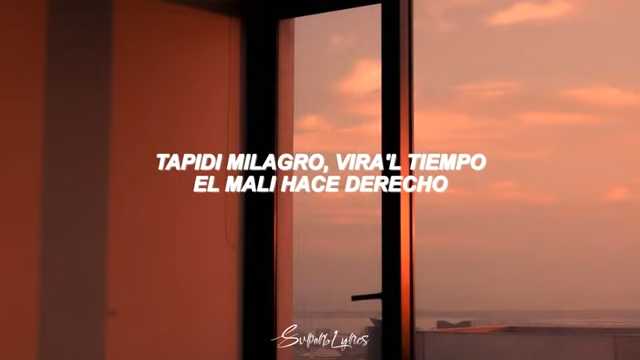 TAPIDI MILAGRO, VIRA'L TIEMPO
EL MALI HACE DERECHO
SuperbLyrics